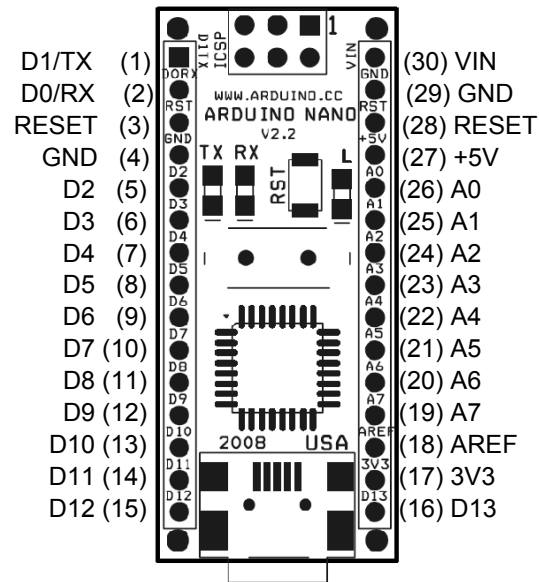 D1/TX (1)
D0/RX (2)
RESET (3)
GND (4)
D2 (5)
D3 (6)
D4 (7)
D5 (8)
D6 (9)
D7 (10)
D8 (11)
D9 (12)
D10 (13)
D11 (14)
D12 (15)
D1TX
ICSP
1
VIN
DORX
RST
GND
D2
D3
D4
D5
D6
D7
D8
D9
D10
D11
D12
WWW.ARDUINO.CC
ARDUINO NANO
V2.2
TX RX
RST
L
2008 USA
GND
RST
+5V
A0
A1
A2
A3
A4
A5
A6
A7
AREF
3V3
D13
(30) VIN
(29) GND
(28) RESET
(27) +5V
(26) A0
(25) A1
(24) A2
(23) A3
(22) A4
(21) A5
(20) A6
(19) A7
(18) AREF
(17) 3V3
(16) D13